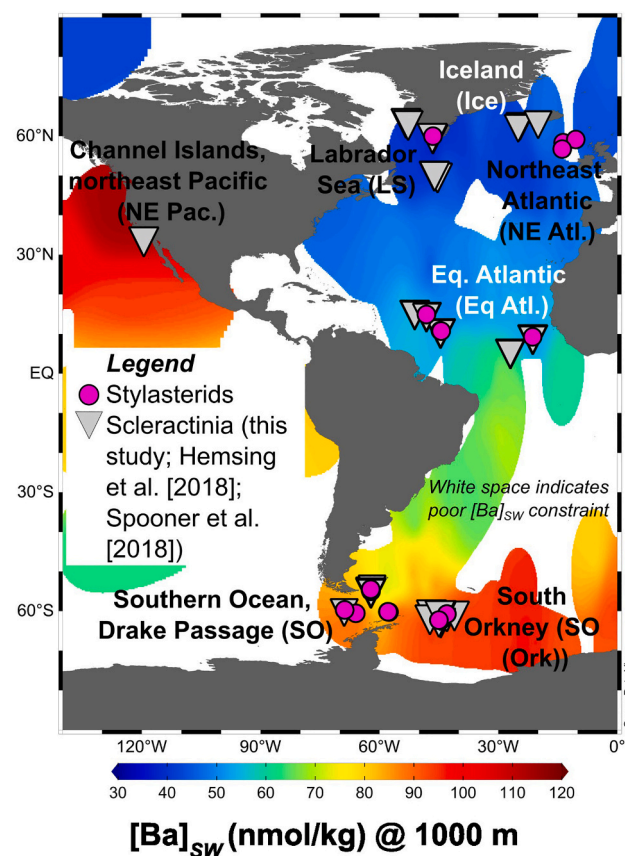 Iceland
(Ice)
60°N
Channel Islands,
northeast Pacific
(NE Pac.)
Labrador
Sea (LS)
Northeast
Atlantic
(NE Atl.)
30°N
Eq. Atlantic
(Eq Atl.)
EQ
Legend
Stylasterids
Scleractinia (this
study; Hemsing
et al. [2018];
Spooner et al.
[2018])
30°S
White space indicates
poor [Ba]SW constraint
60°S
Southern Ocean,
Drake Passage (SO)
South
Orkney (SO
(Ork))
120°W 90°W 60°W 30°W 0°
30 40 50 60 70 80 90 100 110 120
[Ba]SW (nmol/kg) @ 1000 m